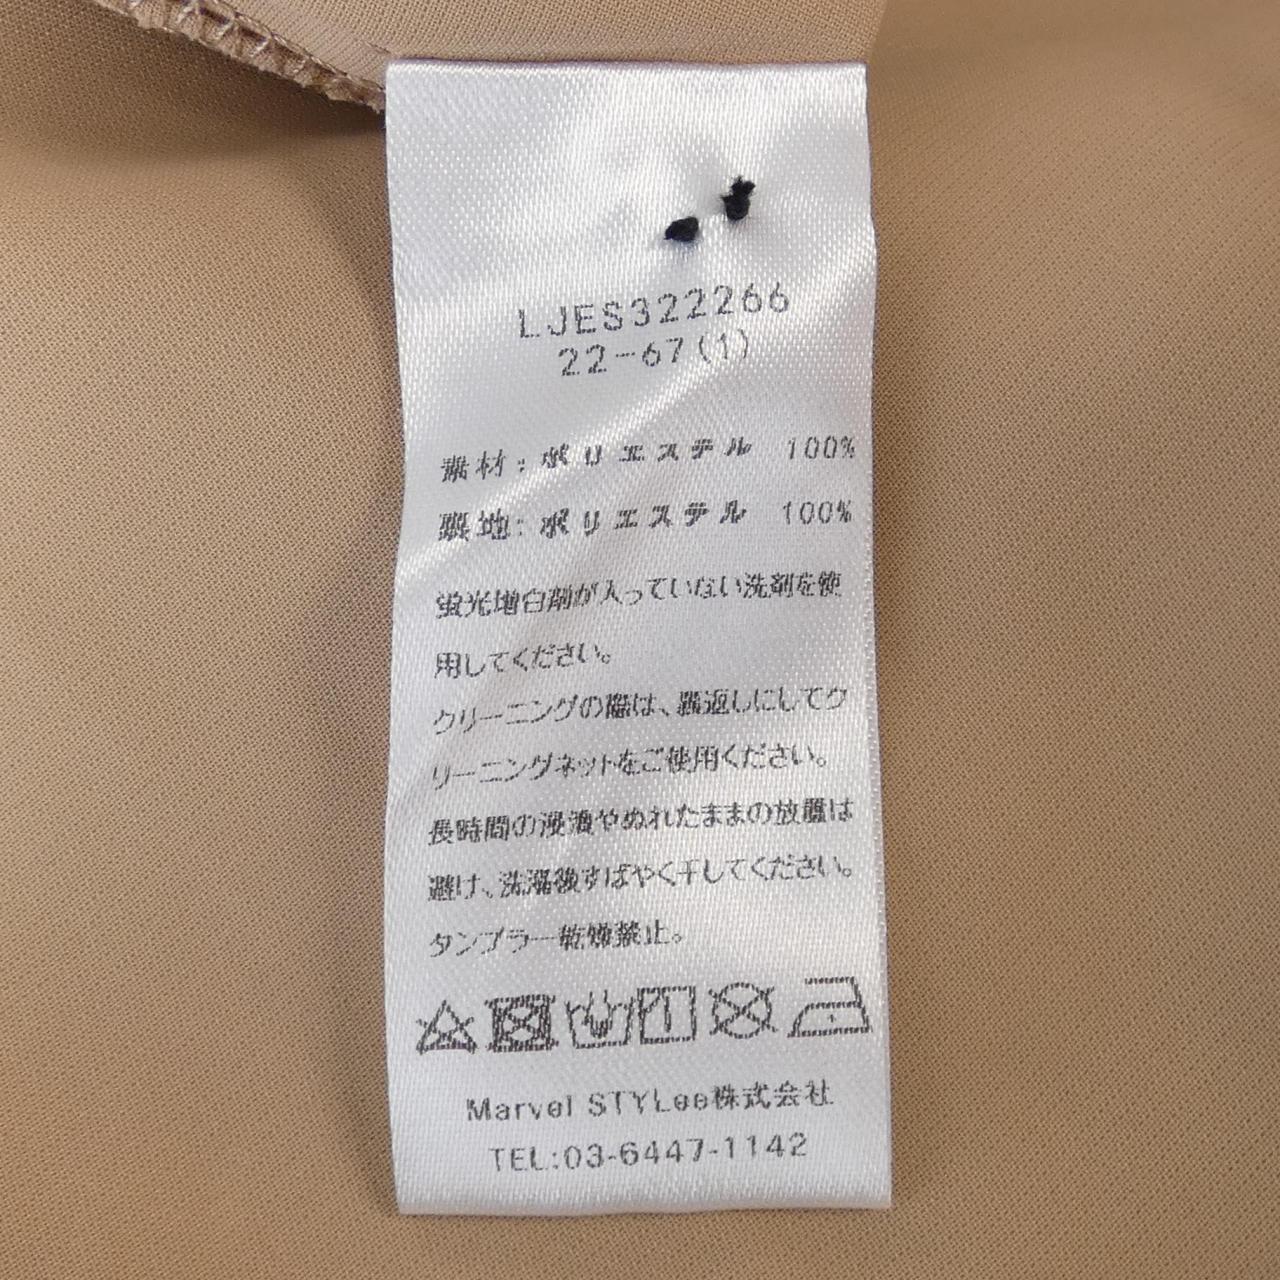 LJES322266
22-67(1)
素材:ポリエステル 100%
裏地:ポリエステル 100%
蛍光増白剤が入っていない洗剤を使
用してください。
クリーニングの際は、裏返しにしてク
リーニングネットをご使用ください。
長時間の浸漬やぬれたままの放置は
避け、洗濯後すばやく干してください。
タンブラー乾燥禁止。
Marvel STYLee株式会社
TEL:03-6447-1142